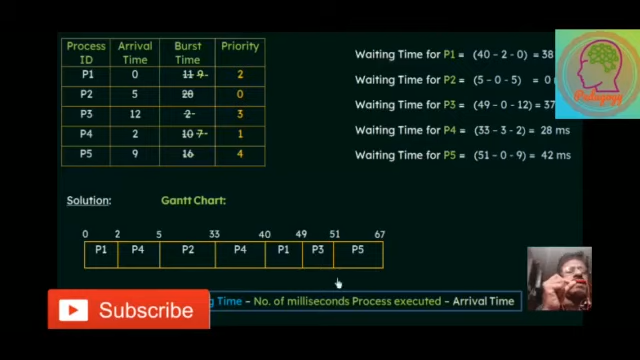 Process ID Arrival Time Burst Time Priority
P1 0 11 9 2
P2 5 28 0
P3 12 2 3
P4 2 10 7 1
P5 9 16 4
Waiting Time for P1 = (40 – 2 – 0) = 38
Waiting Time for P2 = (5 – 0 – 5) = 0
Waiting Time for P3 = (49 – 0 – 12) = 37
Waiting Time for P4 = (33 – 3 – 2) = 28 ms
Waiting Time for P5 = (51 – 0 – 9) = 42 ms
Solution: Gantt Chart:
0 2 5 33 40 49 51 67
P1 P4 P2 P4 P1 P3 P5
Subscribe
Time – No. of milliseconds Process executed – Arrival Time